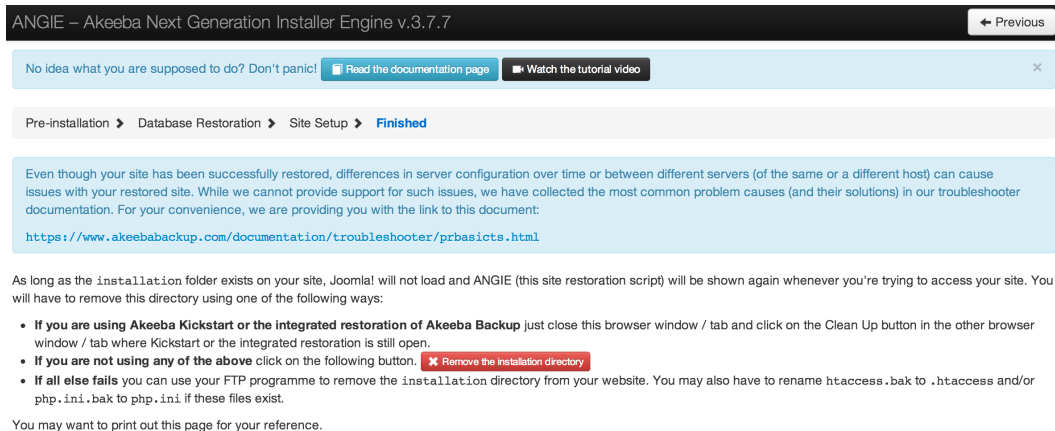 ANGIE – Akeeba Next Generation Installer Engine v.3.7.7
Previous
No idea what you are supposed to do? Don't panic! Read the documentation page Watch the tutorial video ×
Pre-installation Database Restoration Site Setup Finished
Even though your site has been successfully restored, differences in server configuration over time or between different servers (of the same or a different host) can cause
issues with your restored site. While we cannot provide support for such issues, we have collected the most common problem causes (and their solutions) in our troubleshooter
documentation. For your convenience, we are providing you with the link to this document:
https://www.akeebabackup.com/documentation/troubleshooter/prbasicts.html
As long as the installation folder exists on your site, Joomla! will not load and ANGIE (this site restoration script) will be shown again whenever you're trying to access your site. You
will have to remove this directory using one of the following ways:
• If you are using Akeeba Kickstart or the integrated restoration of Akeeba Backup just close this browser window / tab and click on the Clean Up button in the other browser
window / tab where Kickstart or the integrated restoration is still open.
• If you are not using any of the above click on the following button. Remove the installation directory
• If all else fails you can use your FTP programme to remove the installation directory from your website. You may also have to rename htaccess.bak to .htaccess and/or
php.ini.bak to php.ini if these files exist.
You may want to print out this page for your reference.